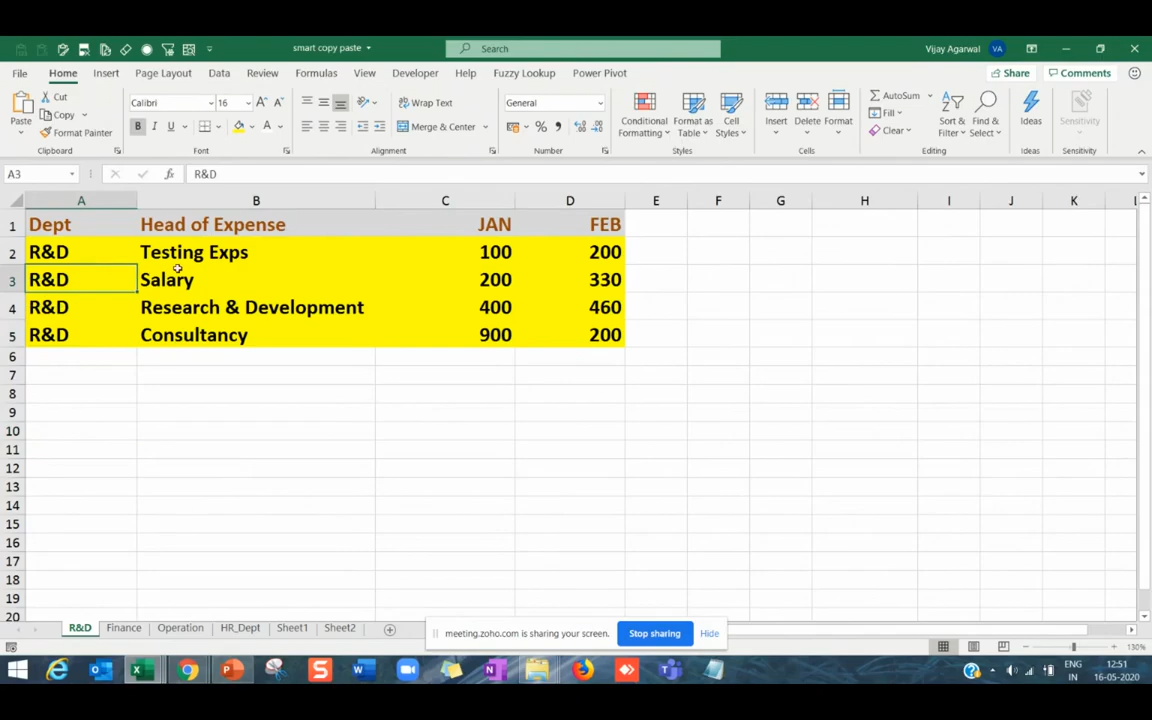 smart copy paste
Search
Vijay Agarwal VA
File Home Insert Page Layout Data Review Formulas View Developer Help Fuzzy Lookup Power Pivot Share Comments
Paste
Cut
Copy
Format Painter
Clipboard
Calibri 16
B I U
Font
Wrap Text
Merge & Center
Alignment
General
Number
Conditional Formatting
Format as Table
Cell Styles
Styles
Insert Delete Format
Cells
AutoSum
Fill
Clear
Sort & Filter
Find & Select
Editing
Ideas
Ideas
Sensitivity
Sensitivity
A3 fx R&D
A B C D E F G H I J K L
1 Dept Head of Expense JAN FEB
2 R&D Testing Exps 100 200
3 R&D Salary 200 330
4 R&D Research & Development 400 460
5 R&D Consultancy 900 200
6
7
8
9
10
11
12
13
14
15
16
17
18
19
20
R&D Finance Operation HR_Dept Sheet1 Sheet2
meeting.zoho.com is sharing your screen. Stop sharing Hide
130%
ENG
IN
12:51
16-05-2020